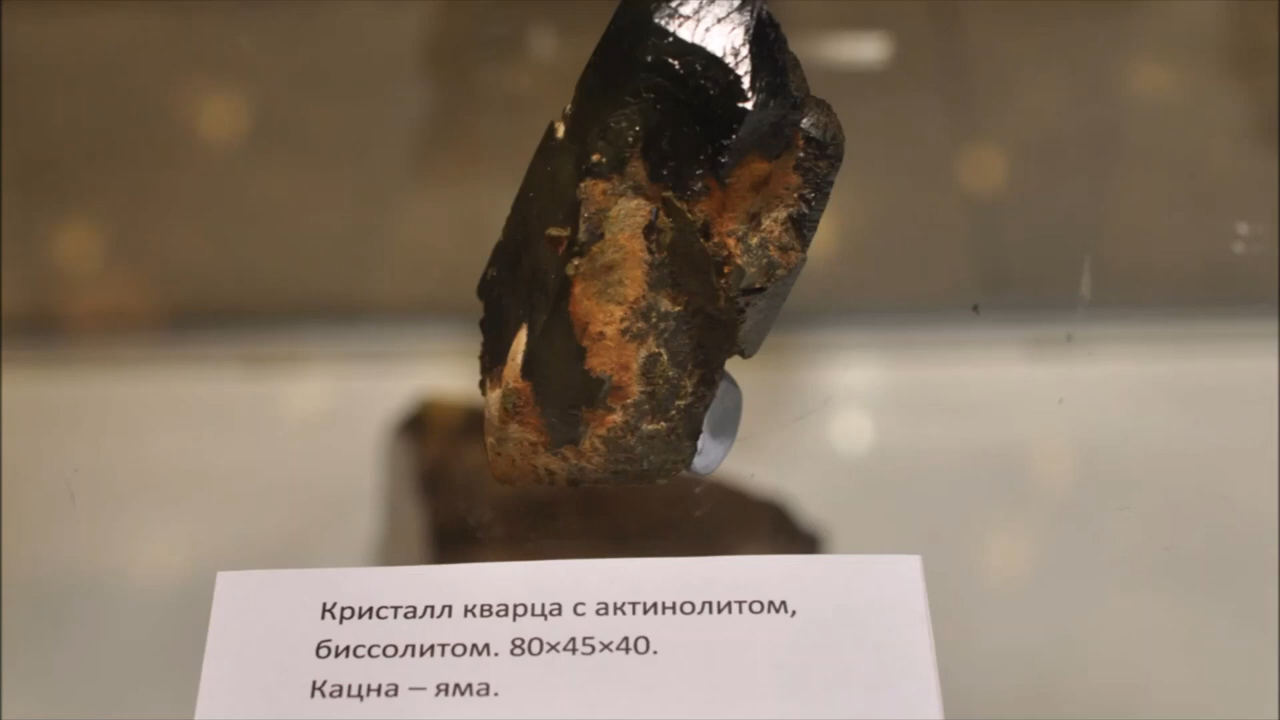 Кристалл кварца с актинолитом,
биссолитом. 80×45×40.
Кацна – яма.